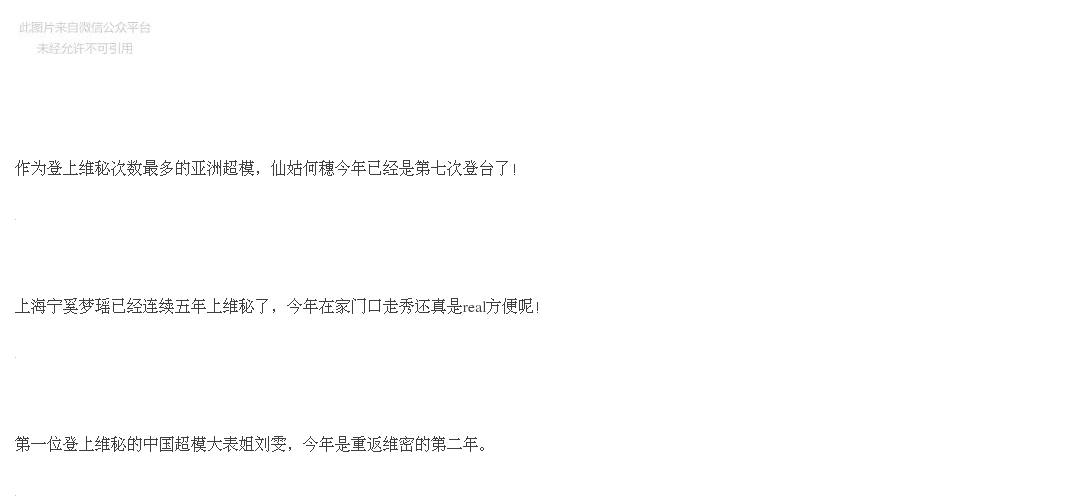 此图片来自微信公众平台
未经允许不可引用
作为登上维秘次数最多的亚洲超模，仙姑何穗今年已经是第七次登台了！
上海宁奚梦瑶已经连续五年上维秘了，今年在家门口走秀还真是real方便呢！
第一位登上维秘的中国超模大表姐刘雯，今年是重返维密的第二年。